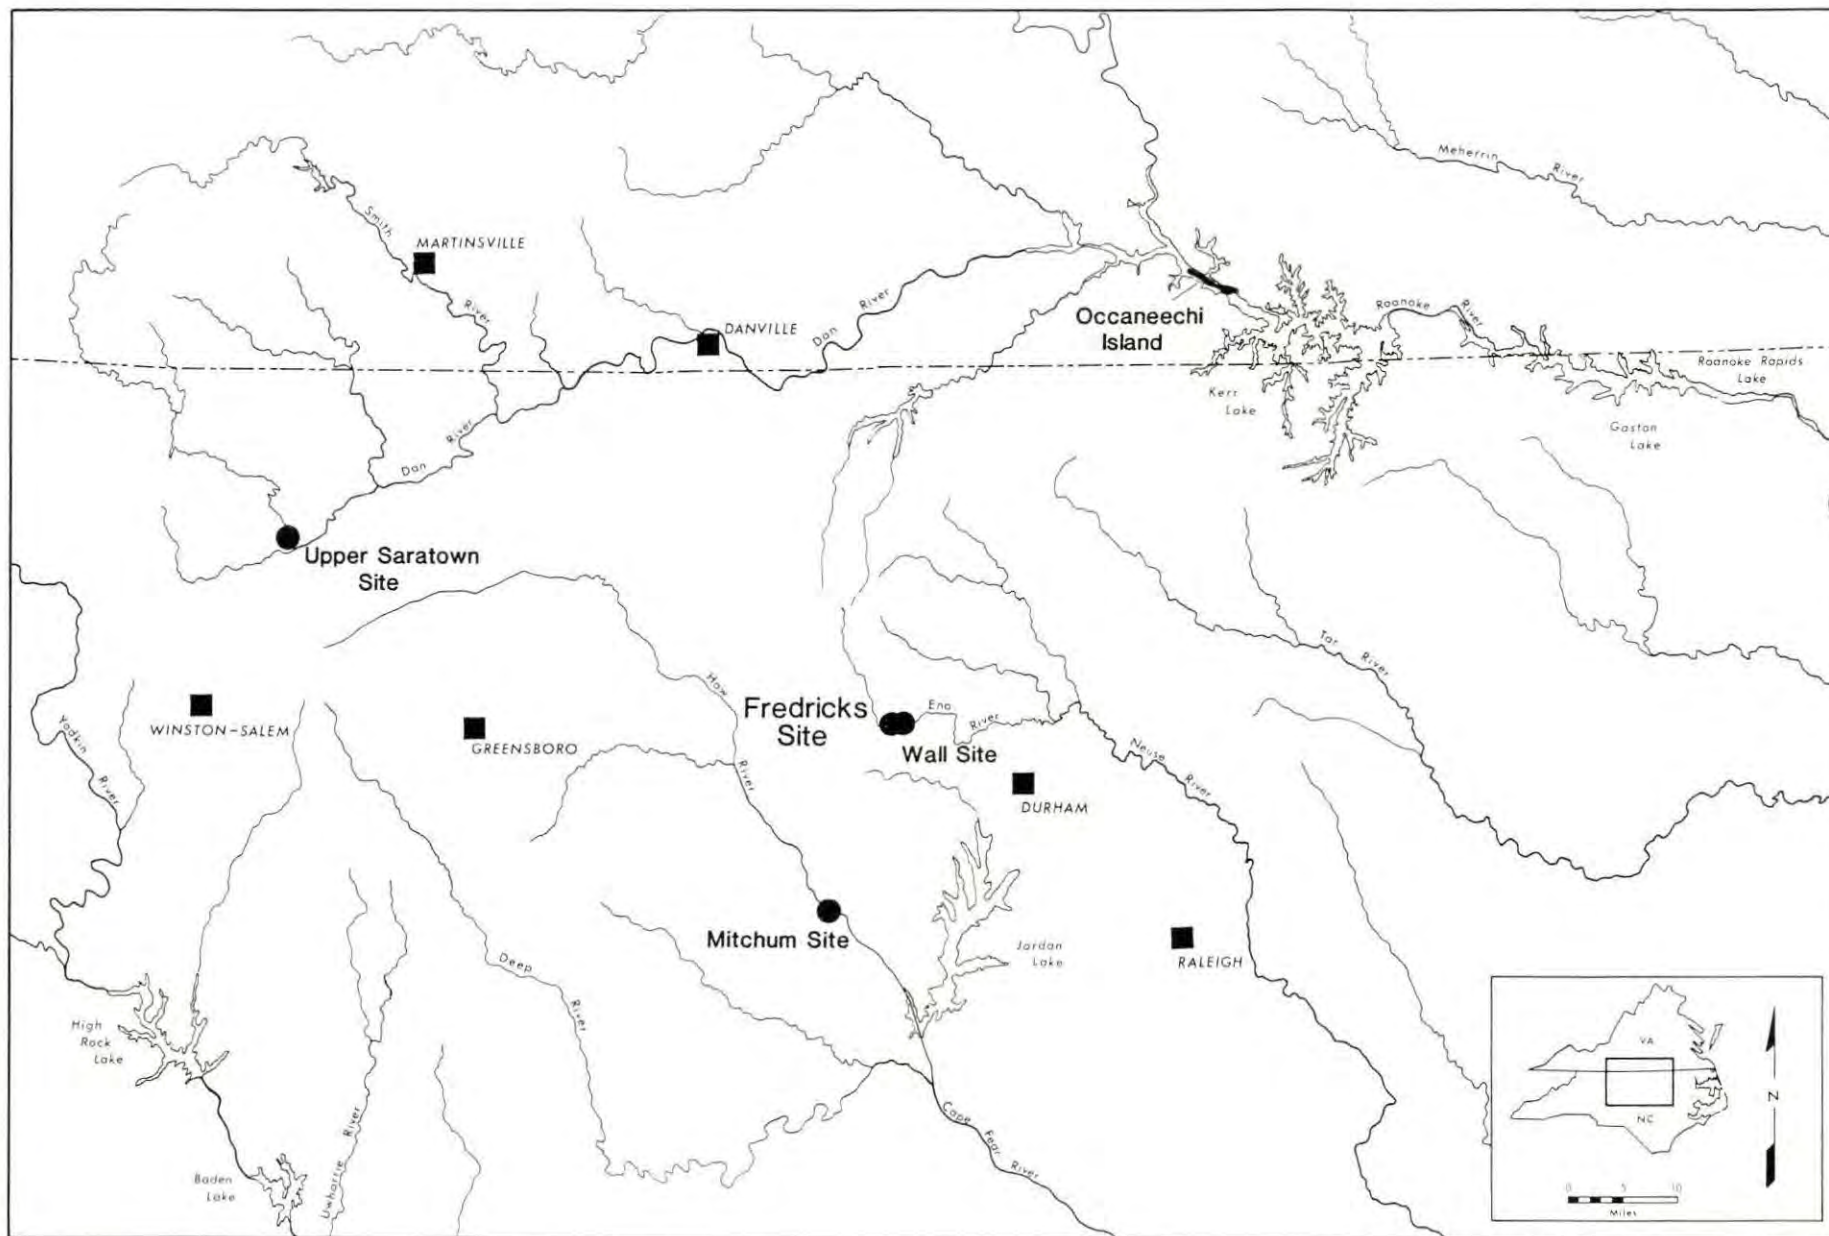 Meherrin
River
Smith
River
MARTINSVILLE
DANVILLE
Dan
River
Occaneechi
Island
Roanoke
River
Roanoke Rapids
Lake
Kerr
Lake
Gaston
Lake
Dan
River
Upper Saratown
Site
Tar
River
Haw
River
Fredricks
Site
Eno
River
Wall Site
Neuse
River
WINSTON-SALEM
GREENSBORO
Yadkin
River
DURHAM
Mitchum Site
Jordan
Lake
RALEIGH
Deep
River
High
Rock
Lake
Cape
Fear
River
Baden
Lake
Uwharrie
River
VA
NC
N
0 5 10
Miles